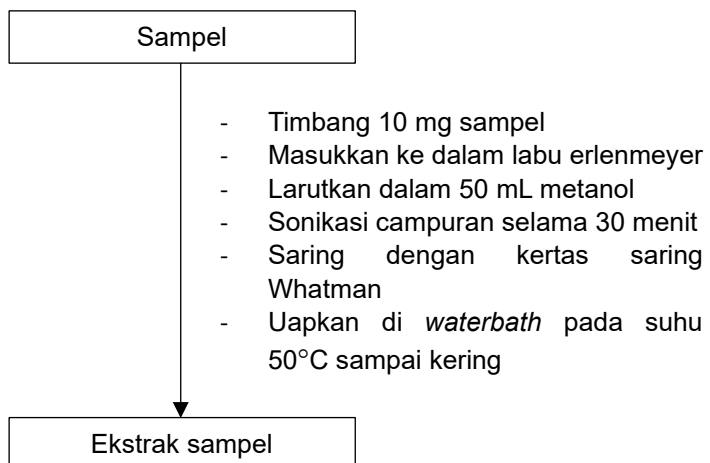 Sampel
- Timbang 10 mg sampel
- Masukkan ke dalam labu erlenmeyer
- Larutkan dalam 50 mL metanol
- Sonikasi campuran selama 30 menit
- Saring dengan kertas saring
Whatman
- Uapkan di waterbath pada suhu
50°C sampai kering
Ekstrak sampel